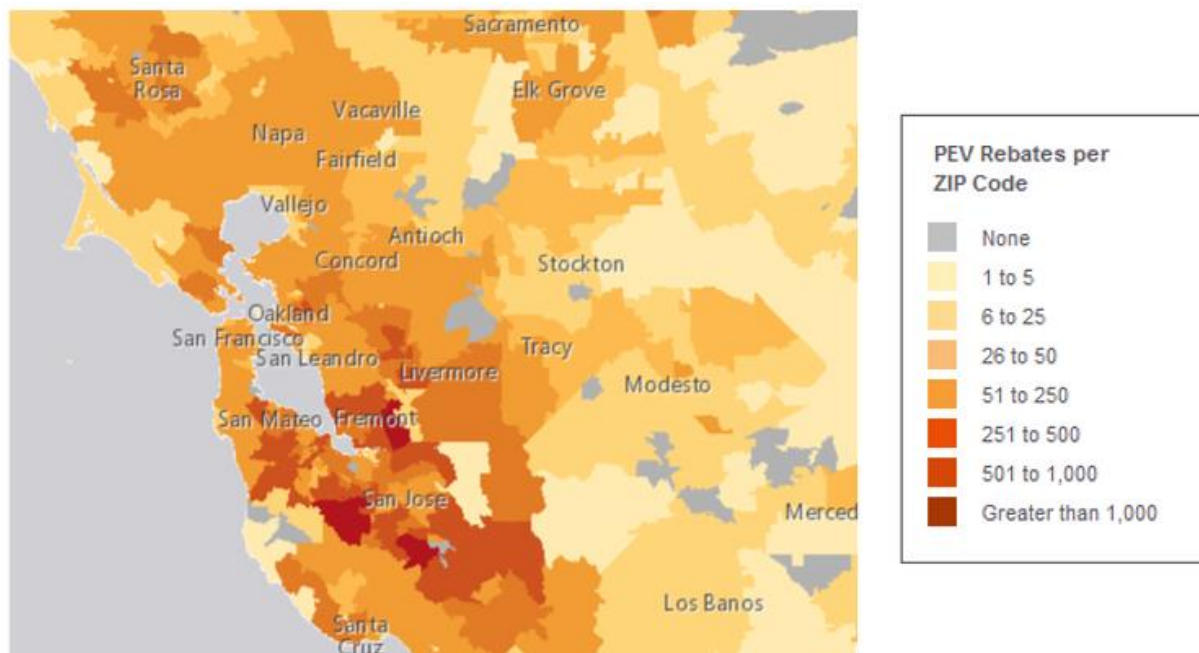 Sacramento
Santa
Rosa
Elk Grove
Vacaville
Napa
Fairfield
Vallejo
Antioch
Concord
Stockton
Oakland
San Francisco
San Leandro
Tracy
Livermore
Modesto
San Mateo
Fremont
San Jose
Merced
Los Banos
Santa
Cruz
PEV Rebates per
ZIP Code
None
1 to 5
6 to 25
26 to 50
51 to 250
251 to 500
501 to 1,000
Greater than 1,000